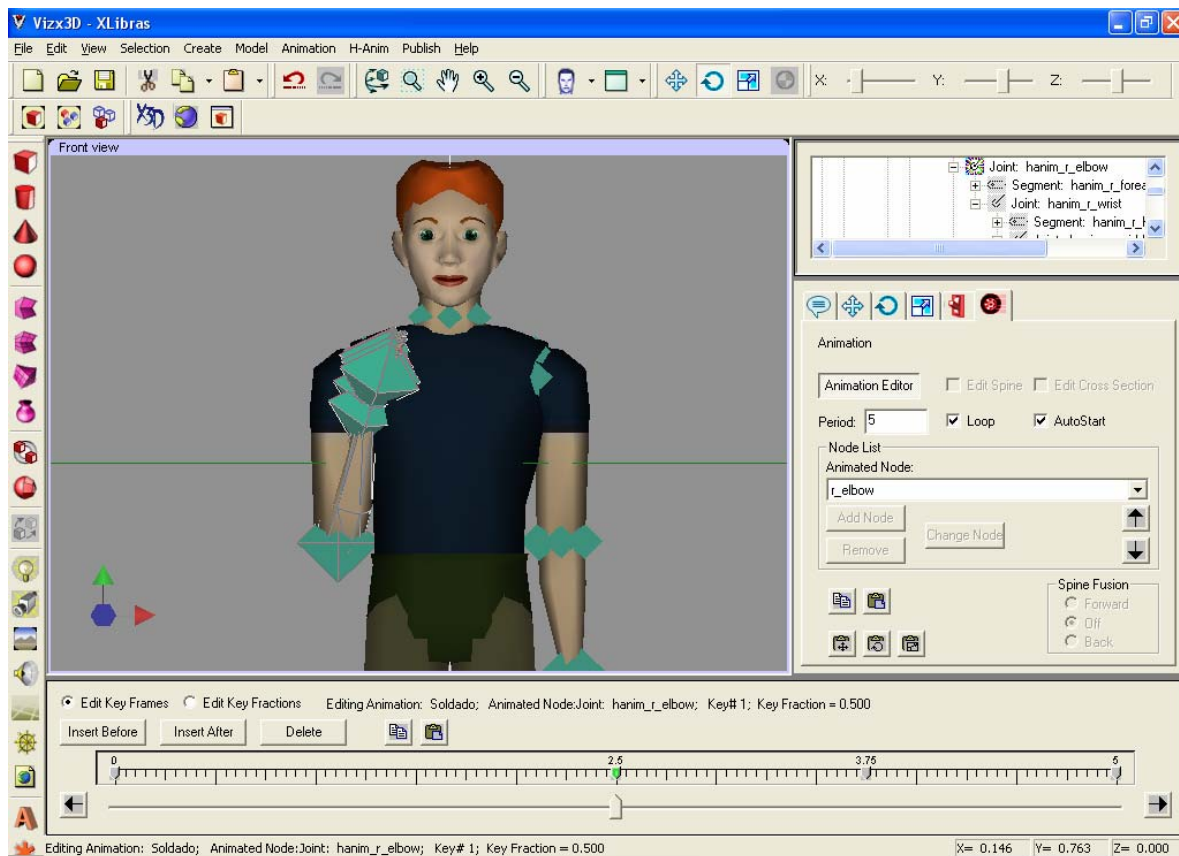 Vizx3D - XLibras
File Edit View Selection Create Model Animation H-Anim Publish Help
X: Y: Z:
X3D
Front view
Joint: hanim_r_elbow
Segment: hanim_r_forea
Joint: hanim_r_wrist
Segment: hanim_r_h
Animation
Animation Editor Edit Spine Edit Cross Section
Period: 5 Loop AutoStart
Node List
Animated Node:
r_elbow
Add Node
Change Node
Remove
Spine Fusion
Forward
Off
Back
Edit Key Frames Edit Key Fractions Editing Animation: Soldado; Animated Node:Joint: hanim_r_elbow; Key# 1; Key Fraction = 0.500
Insert Before Insert After Delete
0 2.5 3.75 5
Editing Animation: Soldado; Animated Node:Joint: hanim_r_elbow; Key# 1; Key Fraction = 0.500 X= 0.146 Y= 0.763 Z= 0.000